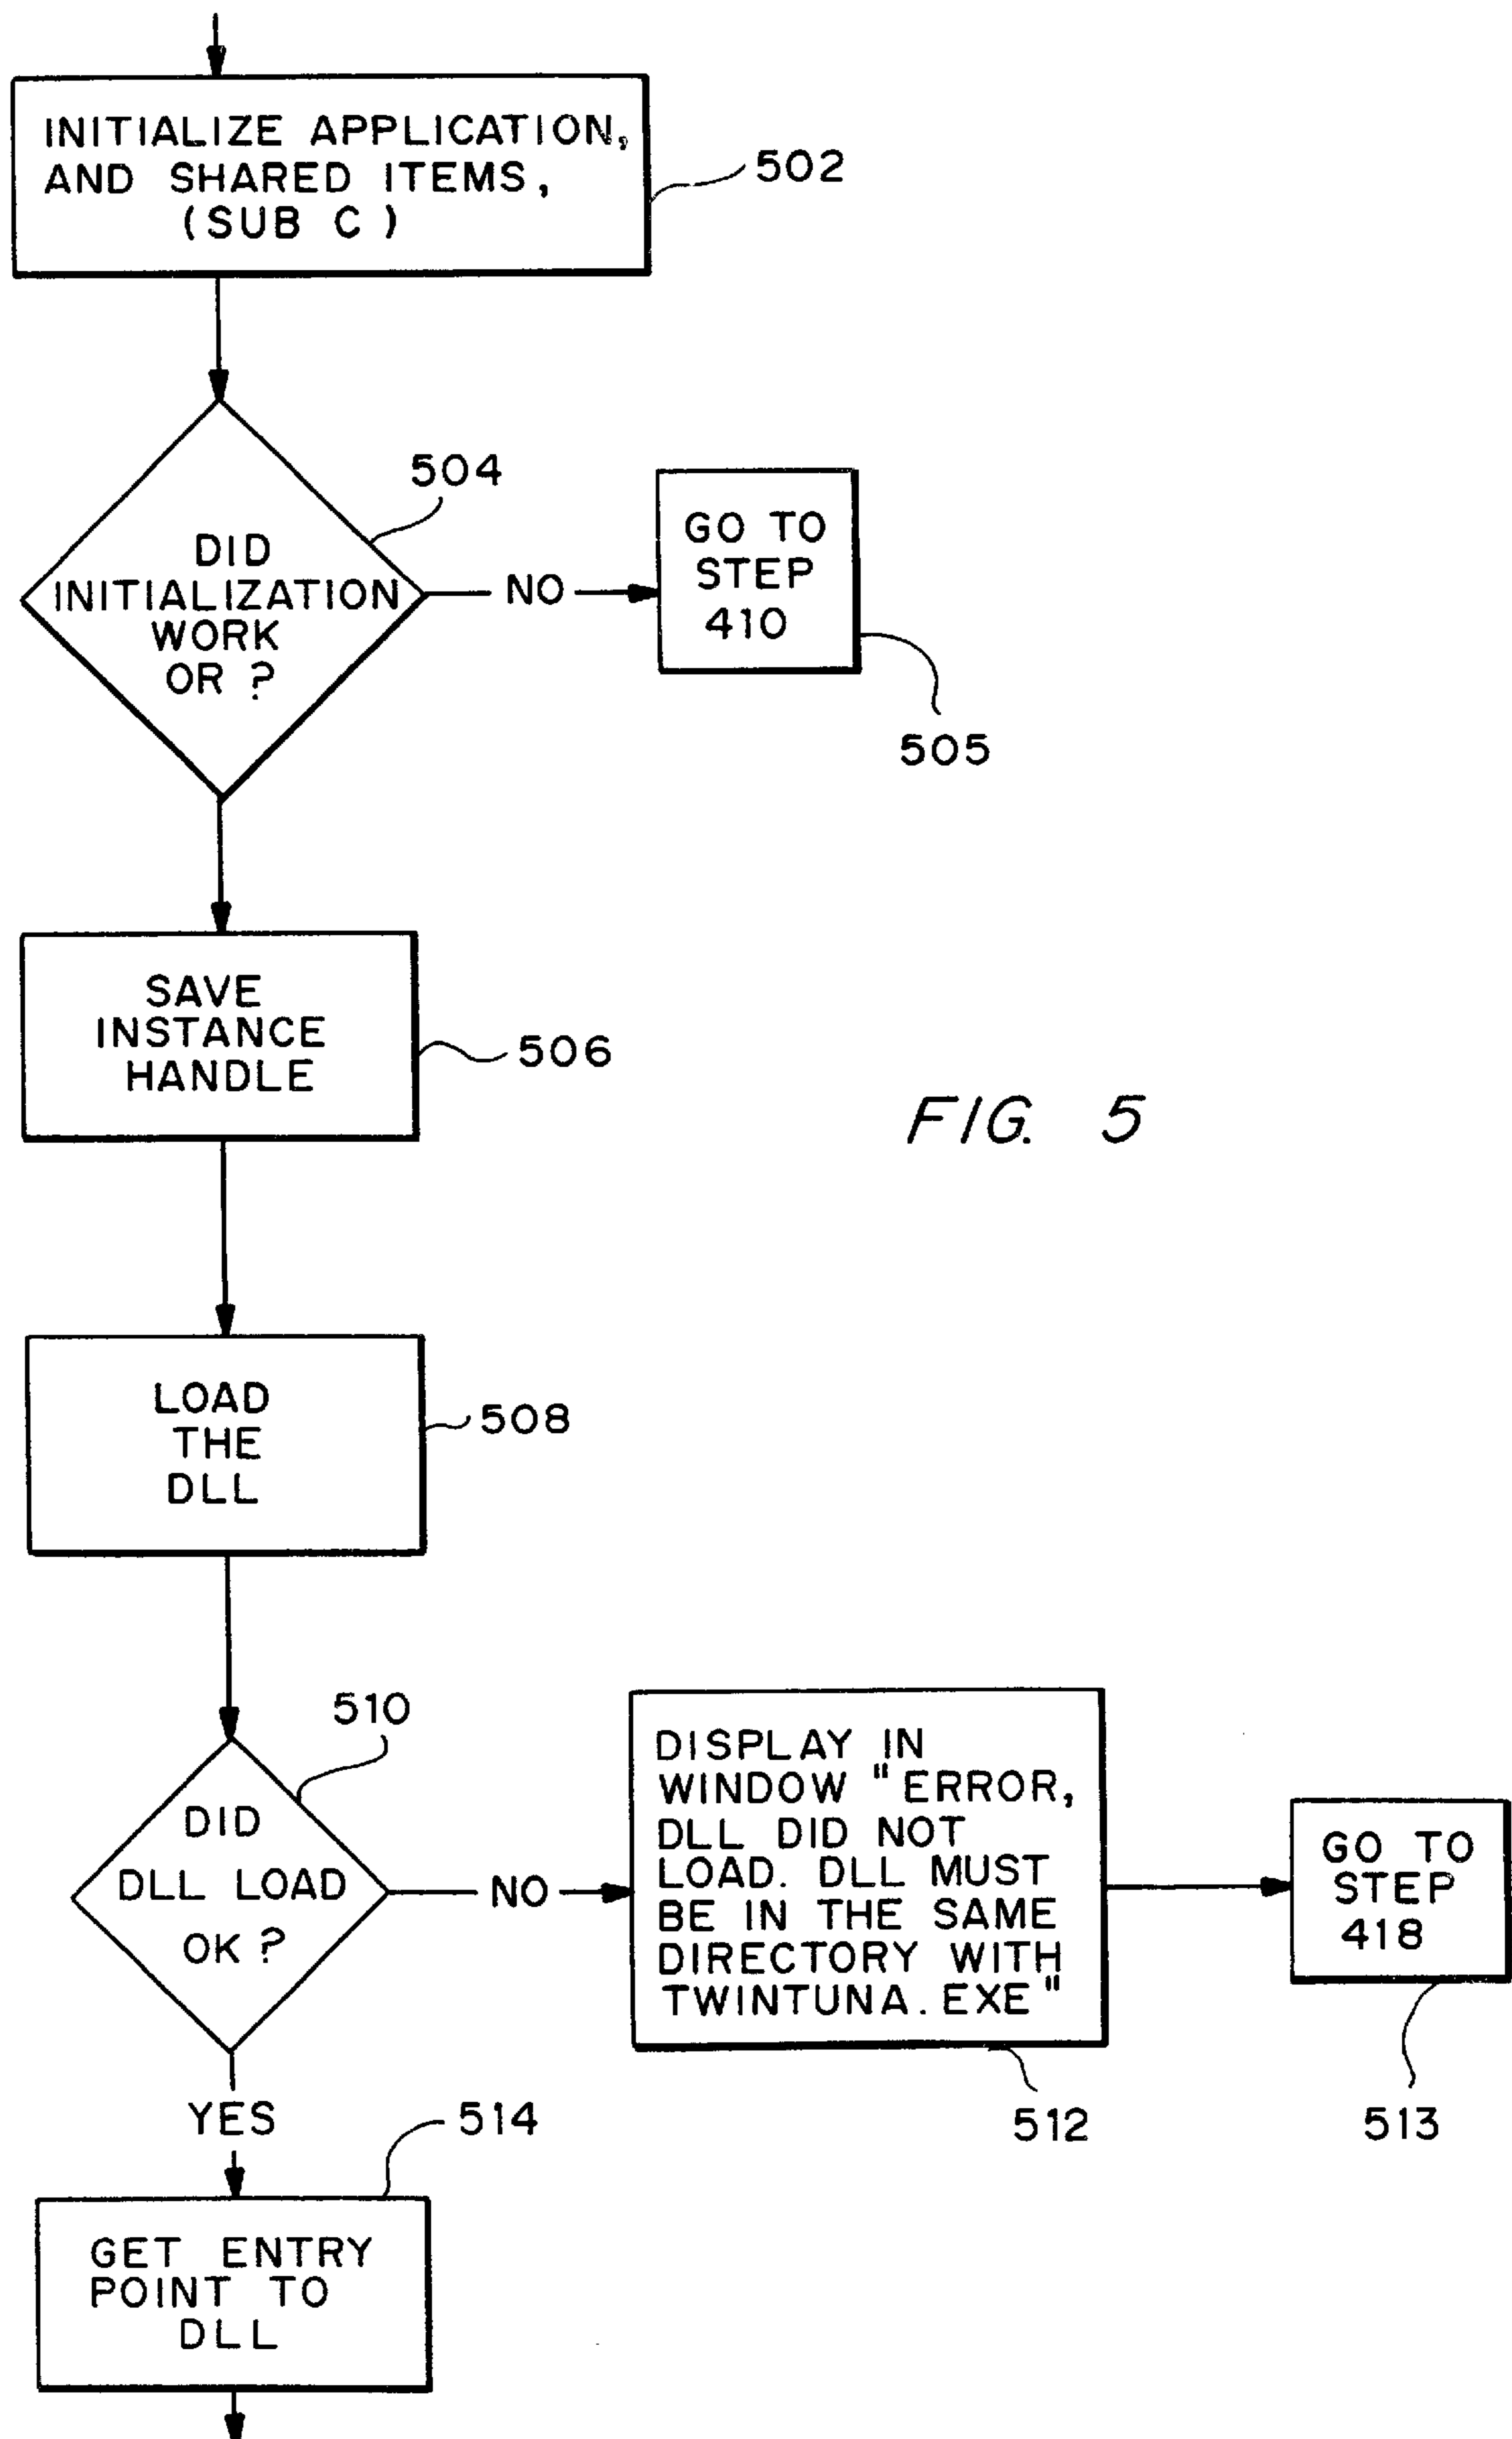 INITIALIZE APPLICATION,
AND SHARED ITEMS,
(SUB C)
502
504
DID
INITIALIZATION
WORK
OR ?
NO
GO TO
STEP
410
505
SAVE
INSTANCE
HANDLE
506
FIG. 5
LOAD
THE
DLL
508
510
DID
DLL LOAD
OK ?
NO
DISPLAY IN
WINDOW "ERROR,
DLL DID NOT
LOAD. DLL MUST
BE IN THE SAME
DIRECTORY WITH
TWINTUNA.EXE"
512
GO TO
STEP
418
513
YES
514
GET ENTRY
POINT TO
DLL